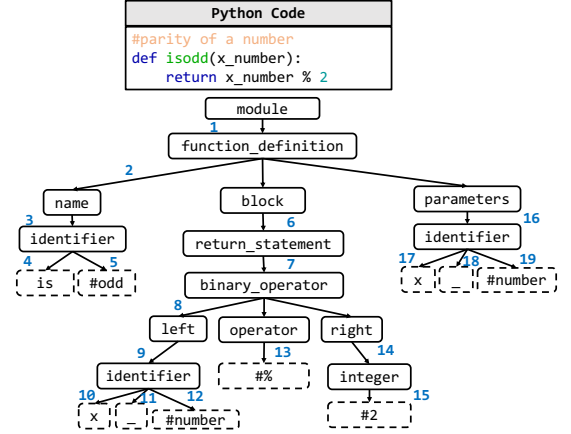 Python Code
#parity of a number
def isodd(x_number):
    return x_number % 2
module
1
function_definition
2
name block parameters
3 6 16
identifier return_statement identifier
4 5 7 17 18 19
is #odd binary_operator x _ #number
8
left operator right
9 13 14
identifier #% integer
10 11 12 15
x _ #number #2